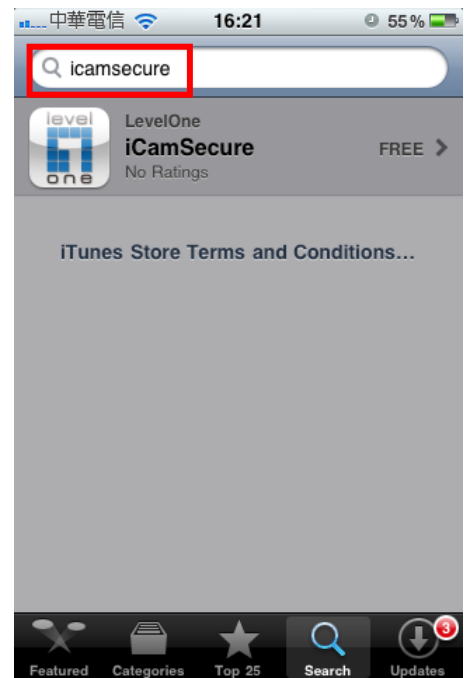 中華電信 16:21 55%
icamsecure
level one
LevelOne
iCamSecure FREE
No Ratings
iTunes Store Terms and Conditions...
3
Featured Categories Top 25 Search Updates